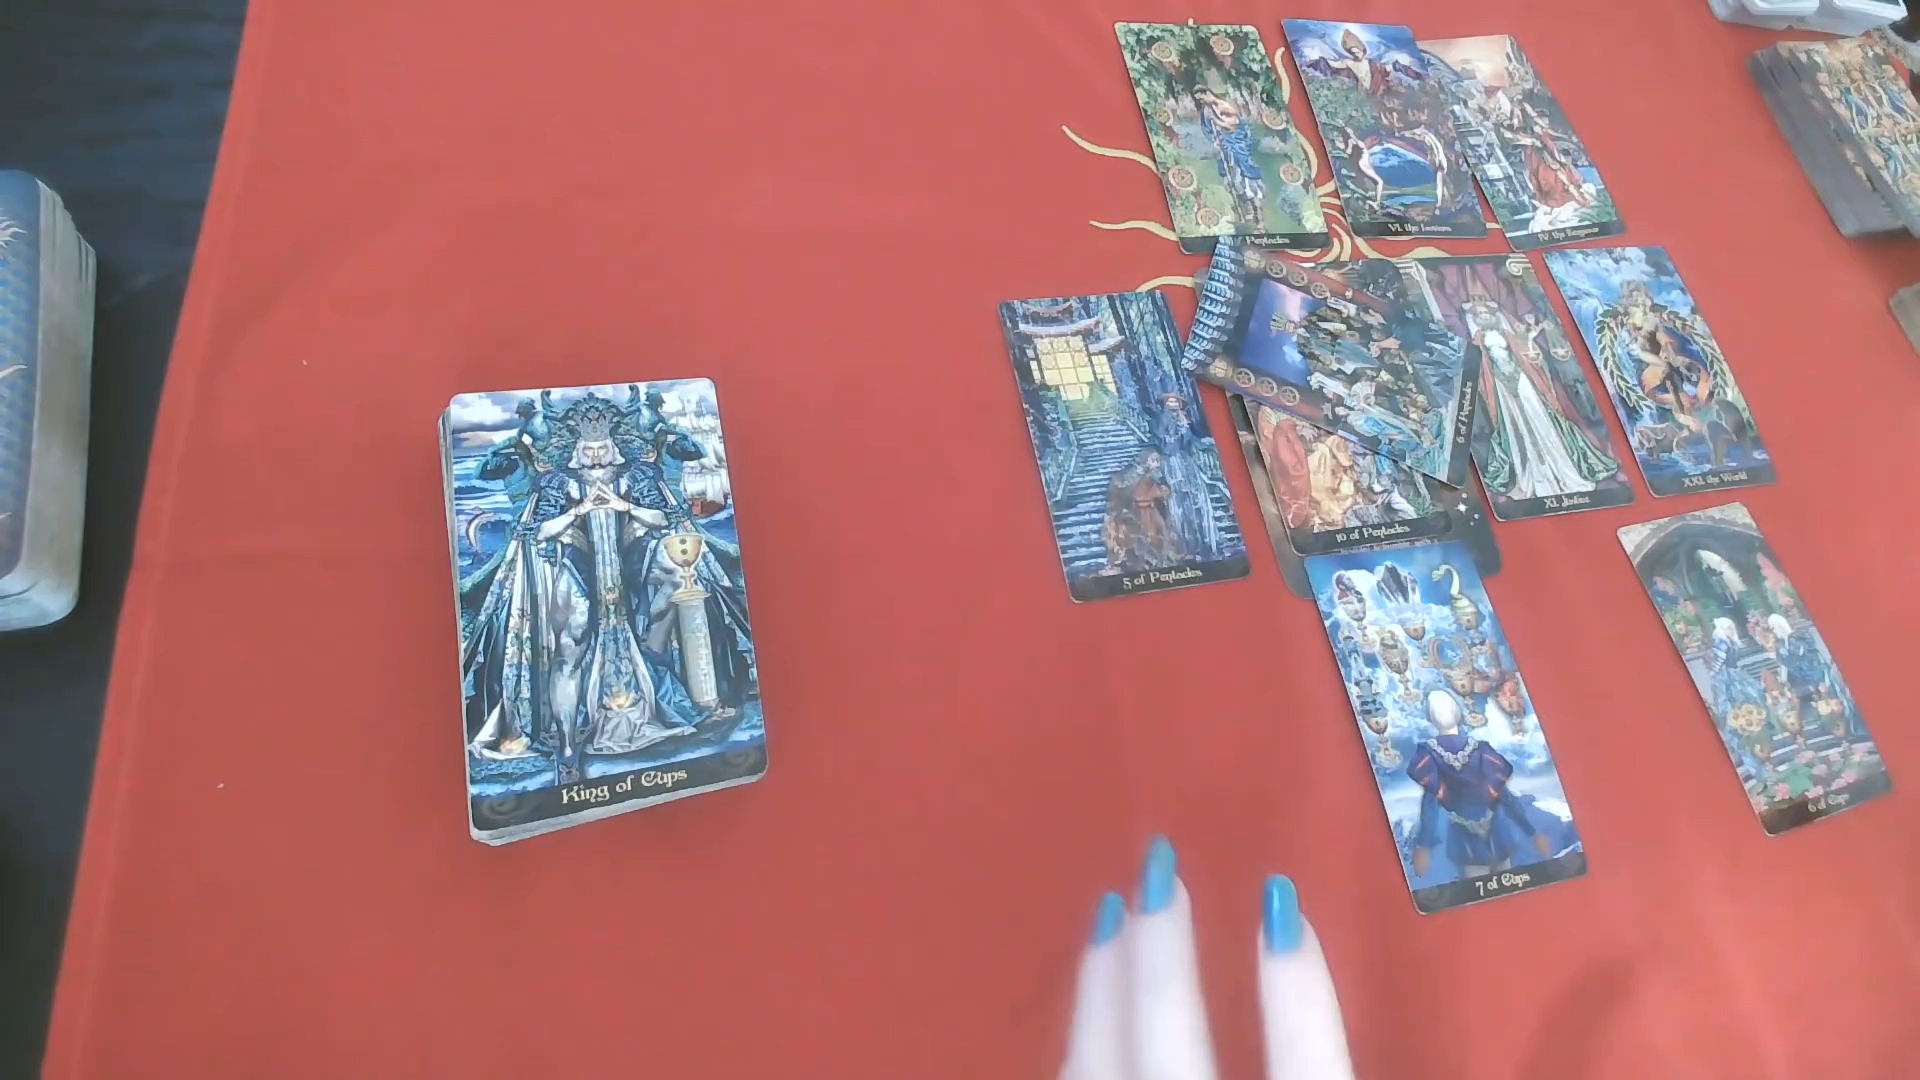 Pentacles
VI. the Lovers
IV. the Emperor
6 of Pentacles
XI. Justice
XXI. the World
10 of Pentacles
5 of Pentacles
King of Cups
7 of Cups
6 of Cups